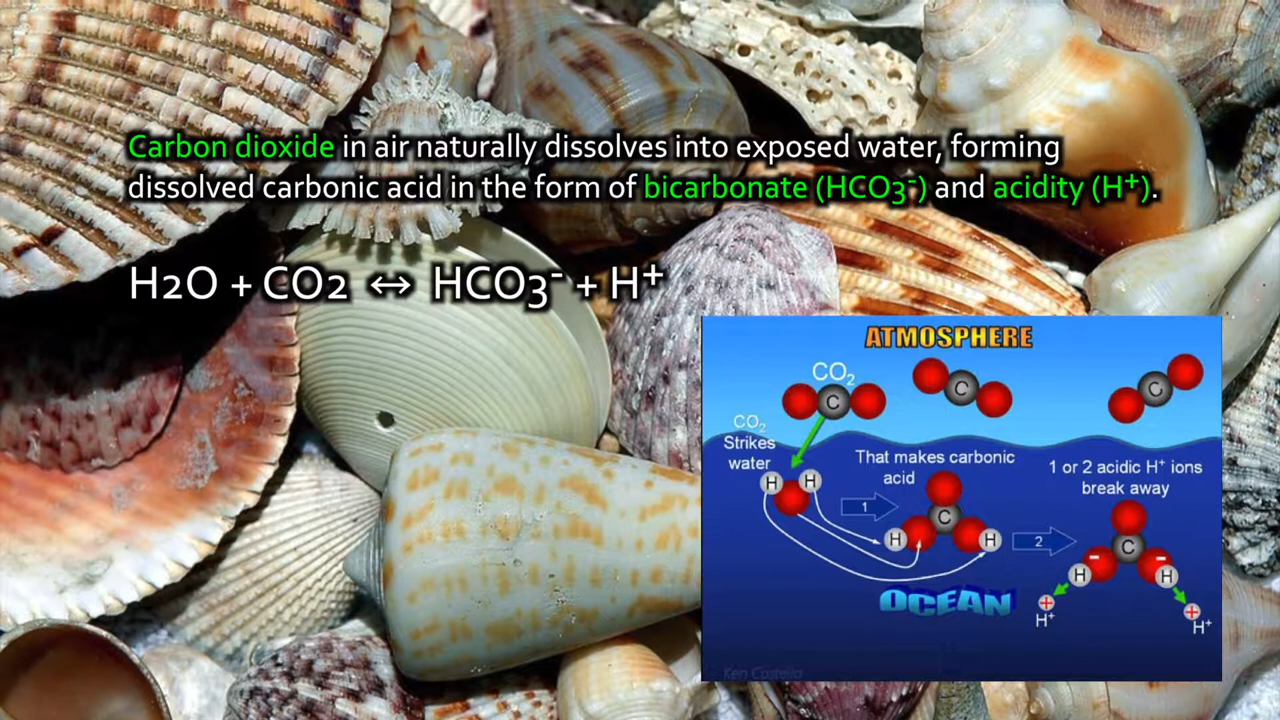 Carbon dioxide in air naturally dissolves into exposed water, forming
dissolved carbonic acid in the form of bicarbonate (HCO3⁻) and acidity (H⁺).
H2O + CO2 ↔ HCO3⁻ + H⁺
ATMOSPHERE
CO₂
C
C
C
CO₂
Strikes
water
H H
1
That makes carbonic
acid
C
H H
2
1 or 2 acidic H⁺ ions
break away
C
- -
H H
+ +
H⁺ H⁺
OCEAN
Ken Costello